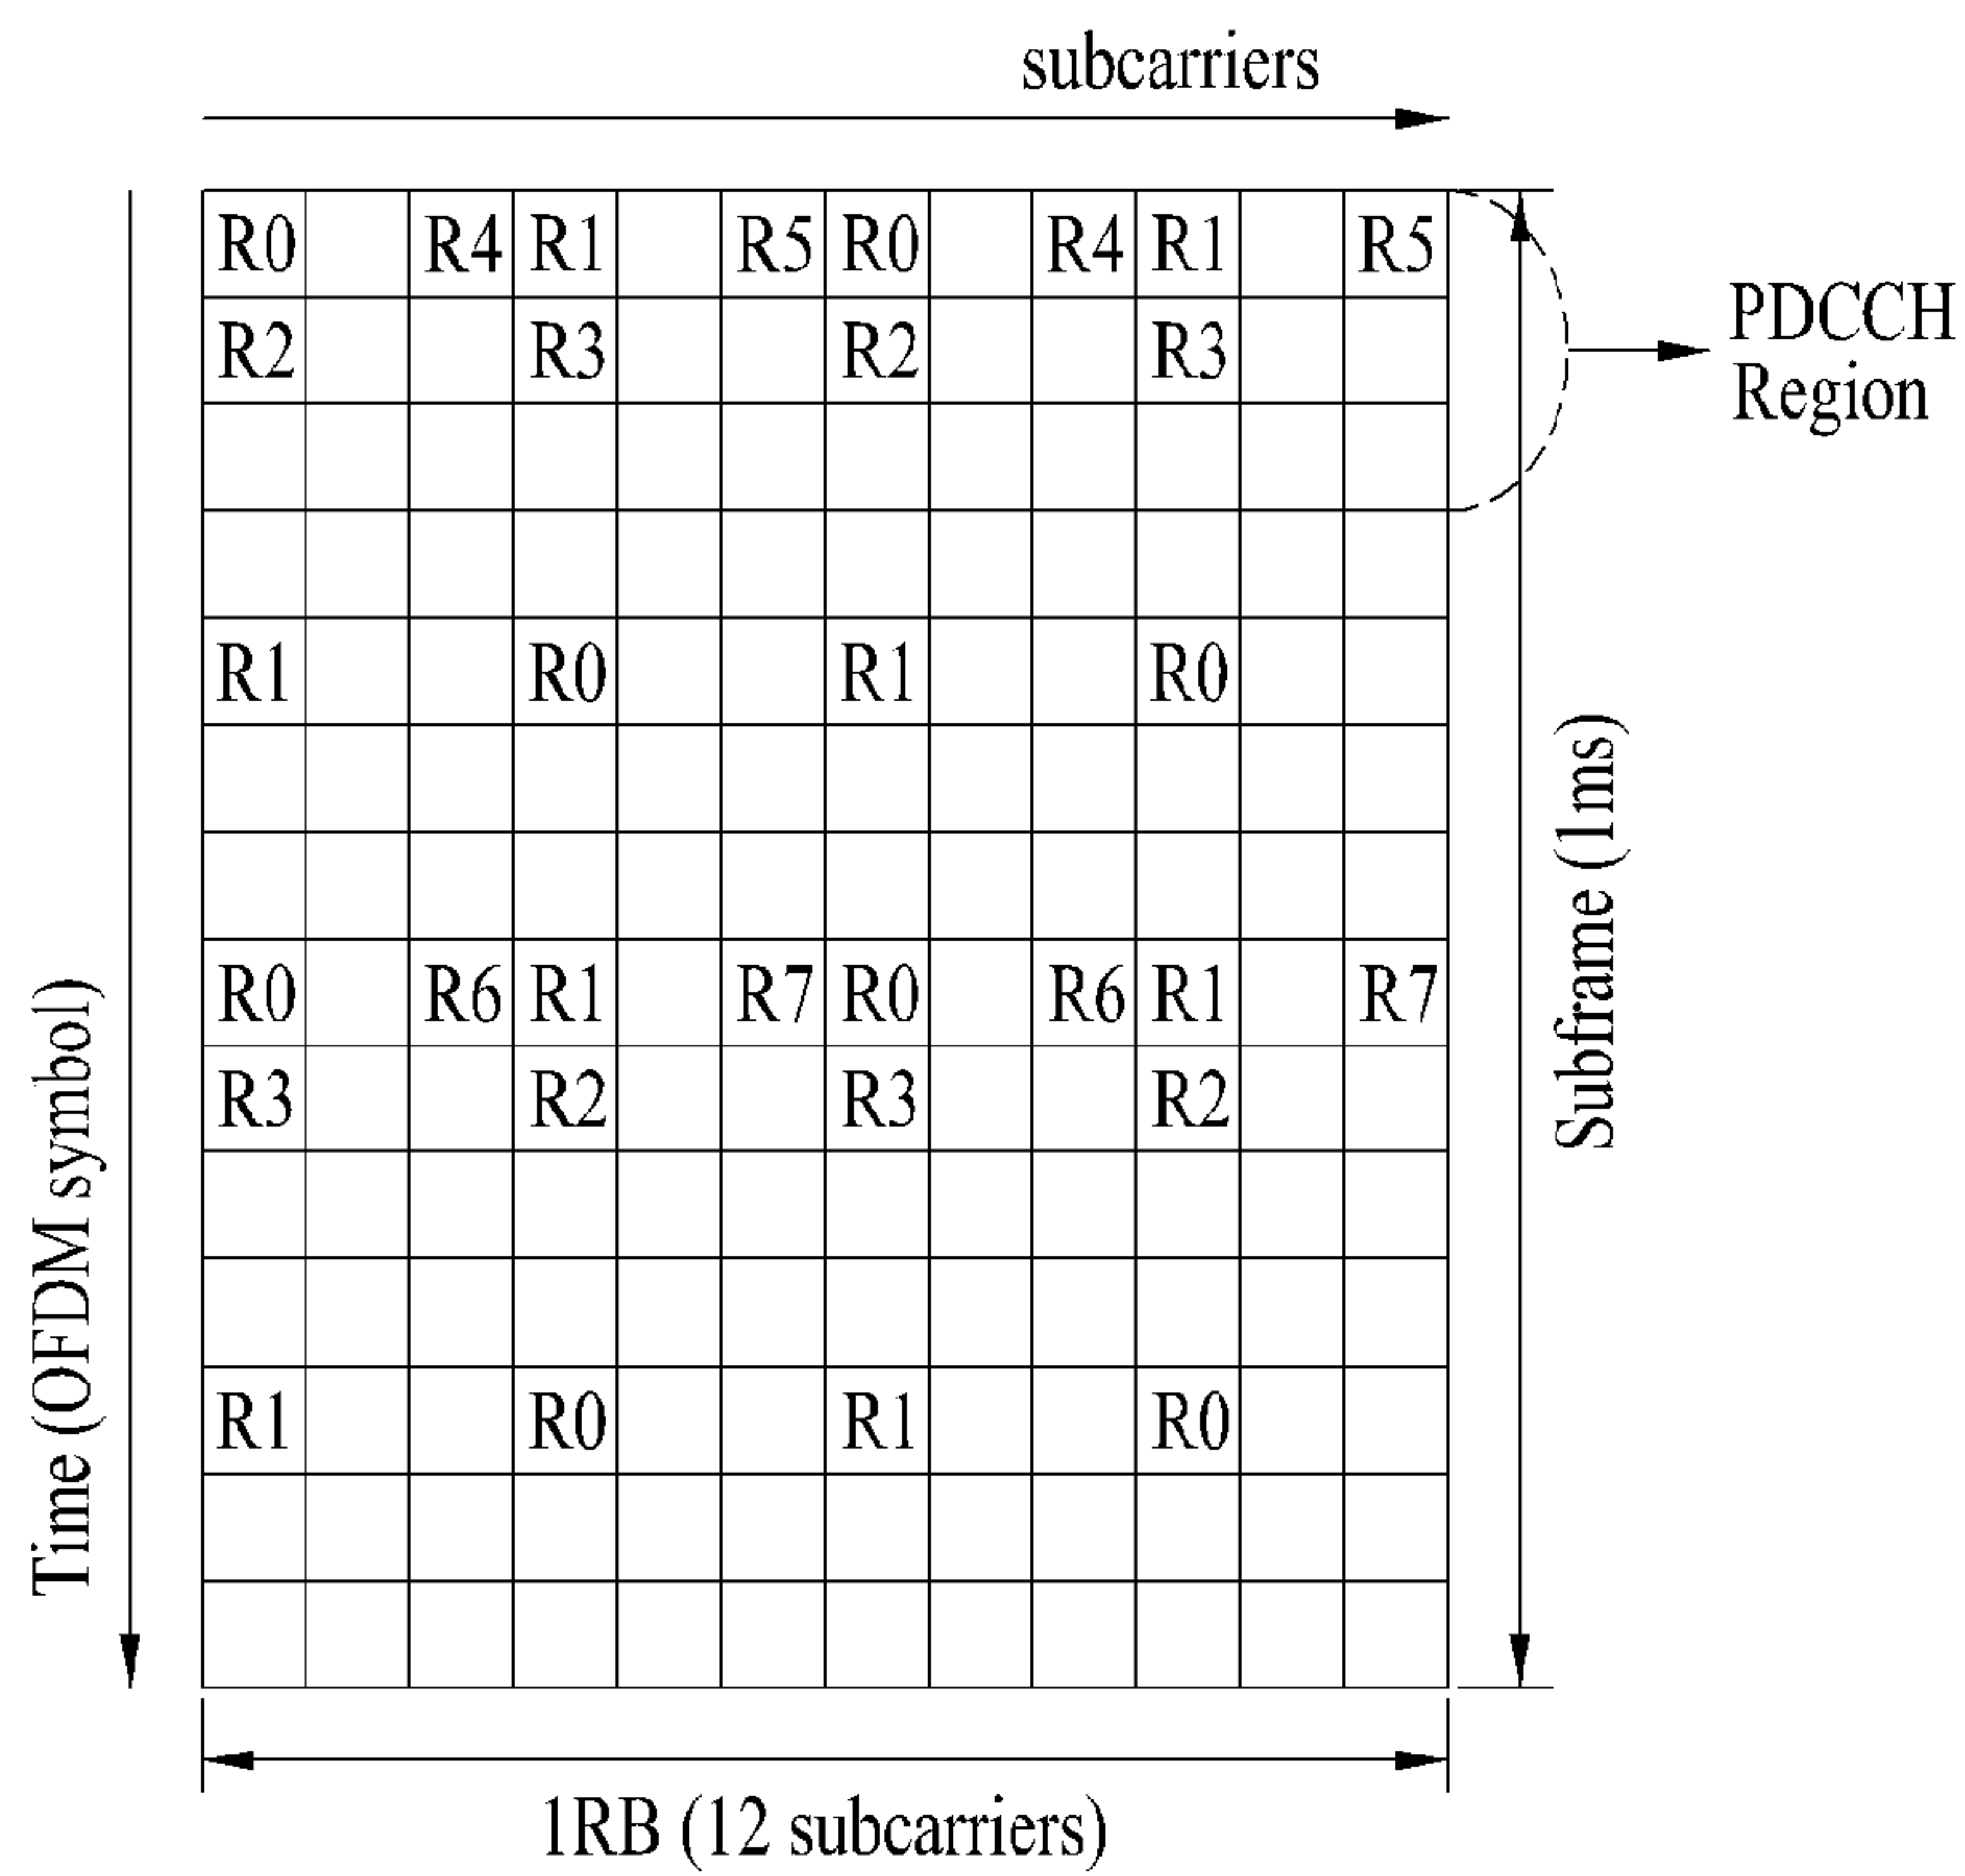 subcarriers
R0 R4 R1 R5 R0 R4 R1 R5
R2 R3 R2 R3
PDCCH
Region
R1 R0 R1 R0
R0 R6 R1 R7 R0 R6 R1 R7
R3 R2 R3 R2
R1 R0 R1 R0
Time (OFDM symbol)
Subframe (1ms)
1RB (12 subcarriers)